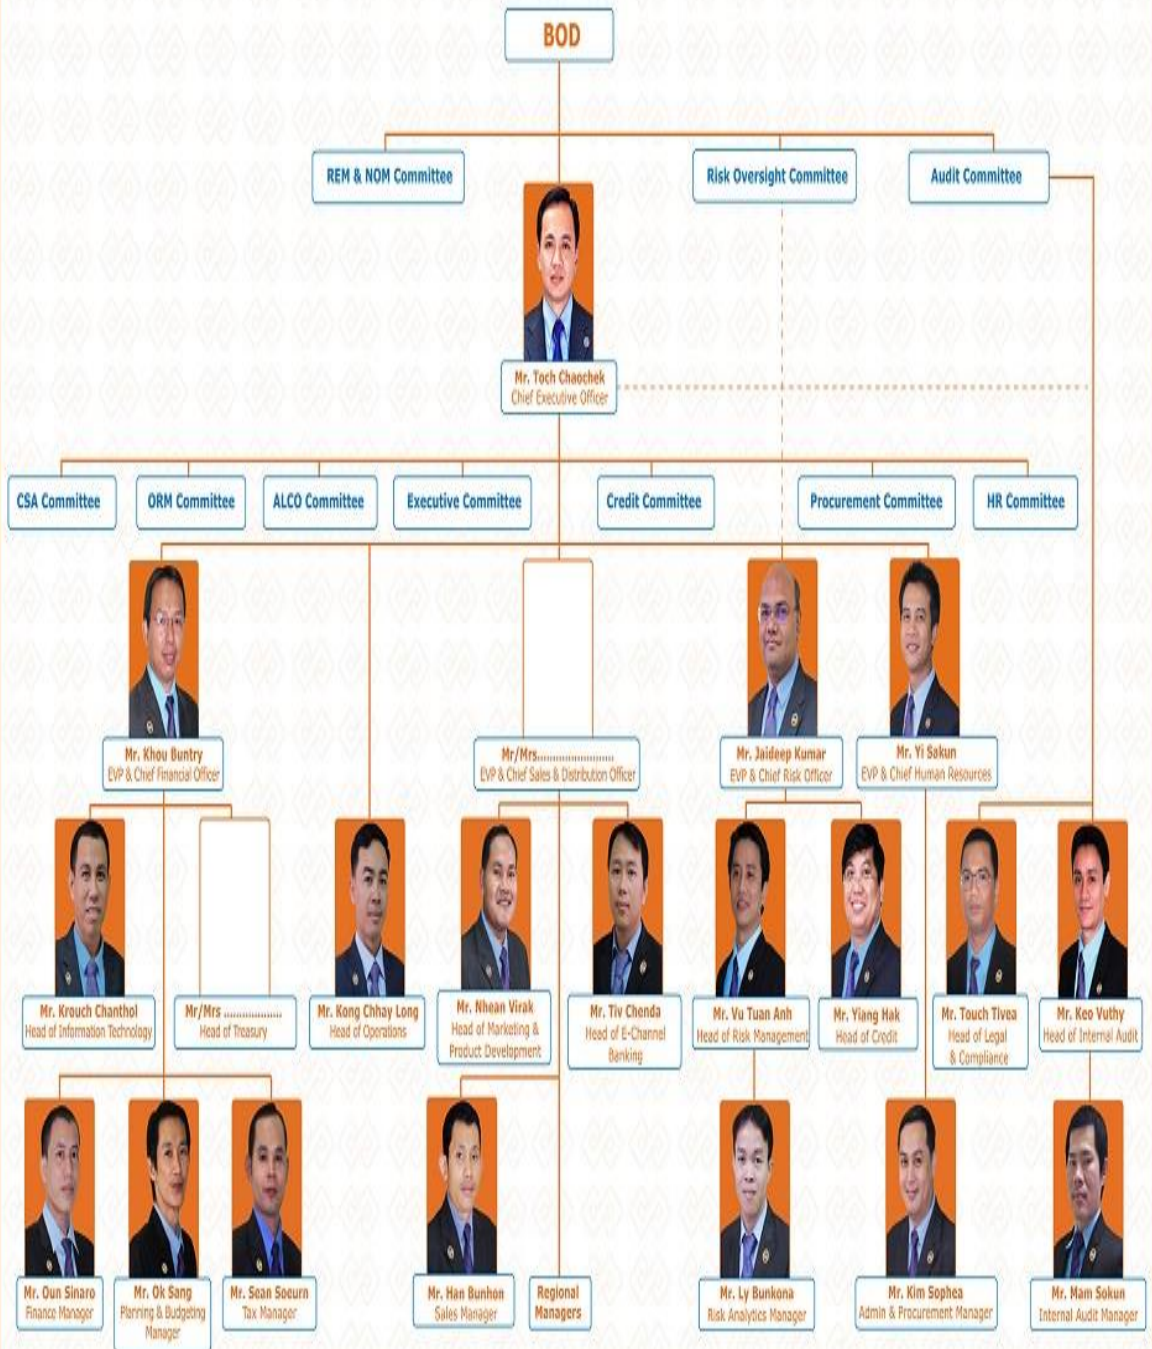 BOD
REM & NOM Committee
Risk Oversight Committee
Audit Committee
Mr. Toch Chaochek
Chief Executive Officer
CSA Committee
ORM Committee
ALCO Committee
Executive Committee
Credit Committee
Procurement Committee
HR Committee
Mr. Khou Buntry
EVP & Chief Financial Officer
Mr/Mrs.........................
EVP & Chief Sales & Distribution Officer
Mr. Jaideep Kumar
EVP & Chief Risk Officer
Mr. Yi Sakun
EVP & Chief Human Resources
Mr. Krouch Chanthol
Head of Information Technology
Mr/Mrs ...................
Head of Treasury
Mr. Kong Chhay Long
Head of Operations
Mr. Nhean Virak
Head of Marketing &
Product Development
Mr. Tiv Chenda
Head of E-Channel
Banking
Mr. Vu Tuan Anh
Head of Risk Management
Mr. Yiang Hak
Head of Credit
Mr. Touch Tivea
Head of Legal
& Compliance
Mr. Keo Vuthy
Head of Internal Audit
Mr. Oun Sinaro
Finance Manager
Mr. Ok Sang
Planning & Budgeting
Manager
Mr. Sean Soeurn
Tax Manager
Mr. Han Bunhon
Sales Manager
Regional
Managers
Mr. Ly Bunkona
Risk Analytics Manager
Mr. Kim Sophea
Admin & Procurement Manager
Mr. Mam Sokun
Internal Audit Manager